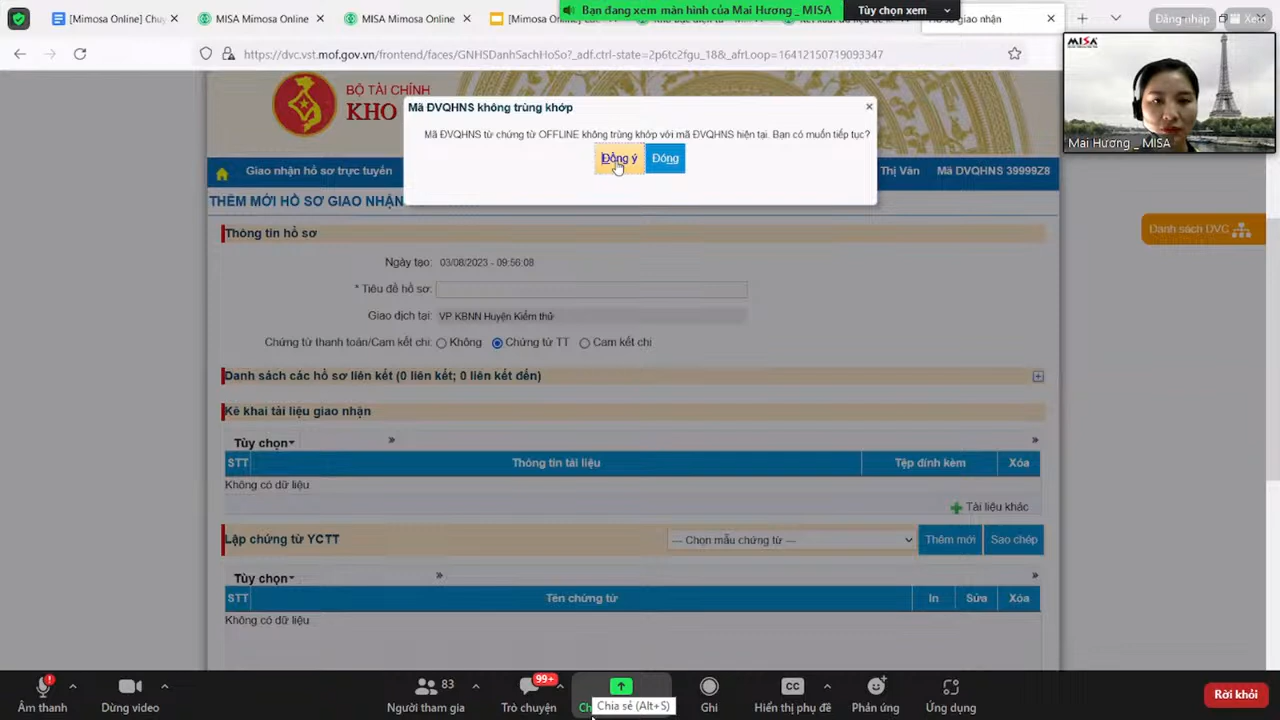 Bạn đang xem màn hình của Mai Hương _ MISA
Tùy chọn xem
[Mimosa Online] Chuy
MISA Mimosa Online
MISA Mimosa Online
Hồ sơ giao nhận
Đăng nhập
Xem
https://dvc.vst.mof.gov.vn/trend/faces/GNHSDanhSachHoSo?_adf.ctrl-state=2p6tc2fgu_18&_afrLoop=16412150719093347
MISA
Mai Hương _ MISA
BỘ TÀI CHÍNH
KHO
Mã ĐVQHNS không trùng khớp
Mã ĐVQHNS từ chứng từ OFFLINE không trùng khớp với mã ĐVQHNS hiện tại. Bạn có muốn tiếp tục?
Đồng ý
Đóng
Giao nhận hồ sơ trực tuyến
Thị Vân
Mã DVQHNS 39999Z8
THÊM MỚI HỒ SƠ GIAO NHẬN
Danh sách DVC
Thông tin hồ sơ
Ngày tạo: 03/08/2023 - 09:56:08
* Tiêu đề hồ sơ:
Giao dịch tại: VP KBNN Huyện Kiểm thử
Chứng từ thanh toán/Cam kết chi: Không Chứng từ TT Cam kết chi
Danh sách các hồ sơ liên kết (0 liên kết; 0 liên kết đến)
Kê khai tài liệu giao nhận
Tùy chọn
STT Thông tin tài liệu Tệp đính kèm Xóa
Không có dữ liệu
Tài liệu khác
Lập chứng từ YCTT
--- Chọn mẫu chứng từ ---
Thêm mới
Sao chép
Tùy chọn
STT Tên chứng từ In Sửa Xóa
Không có dữ liệu
83
99+
Chia sẻ (Alt+S)
Âm thanh
Dừng video
Người tham gia
Trò chuyện
Ghi
CC
Hiển thị phụ đề
Phản ứng
Ứng dụng
Rời khỏi